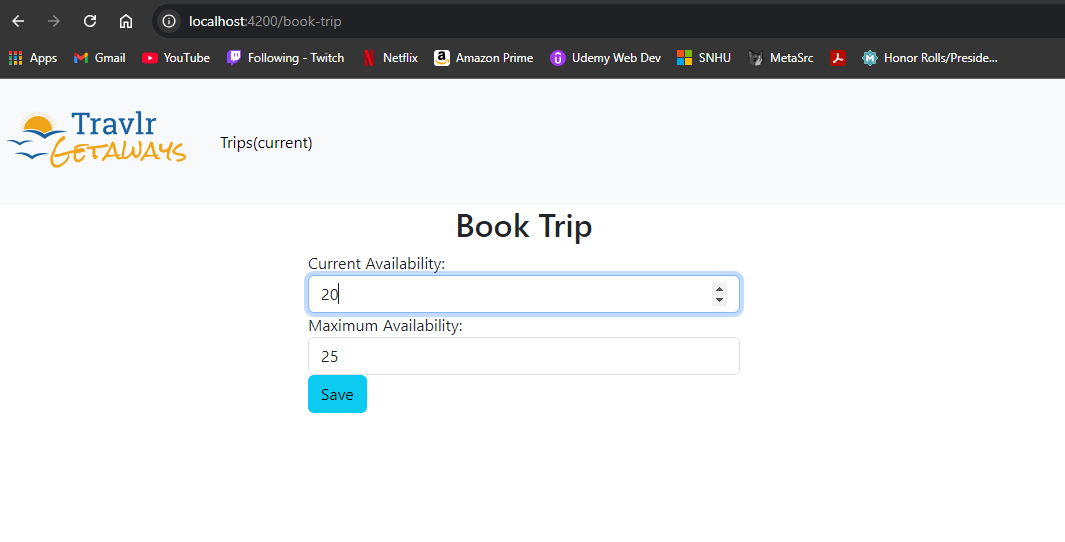 localhost:4200/book-trip
Apps Gmail YouTube Following - Twitch Netflix Amazon Prime Udemy Web Dev SNHU MetaSrc Honor Rolls/Preside...
Travlr
GETAWAYS
Trips(current)
Book Trip
Current Availability:
20
Maximum Availability:
25
Save